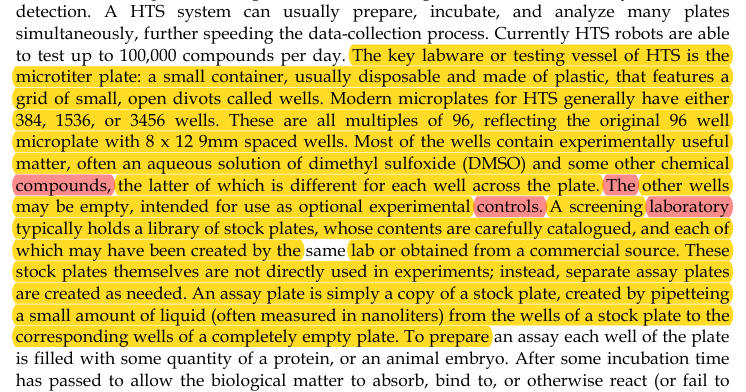 detection. A HTS system can usually prepare, incubate, and analyze many plates
simultaneously, further speeding the data-collection process. Currently HTS robots are able
to test up to 100,000 compounds per day. The key labware or testing vessel of HTS is the
microtiter plate: a small container, usually disposable and made of plastic, that features a
grid of small, open divots called wells. Modern microplates for HTS generally have either
384, 1536, or 3456 wells. These are all multiples of 96, reflecting the original 96 well
microplate with 8 x 12 9mm spaced wells. Most of the wells contain experimentally useful
matter, often an aqueous solution of dimethyl sulfoxide (DMSO) and some other chemical
compounds, the latter of which is different for each well across the plate. The other wells
may be empty, intended for use as optional experimental controls. A screening laboratory
typically holds a library of stock plates, whose contents are carefully catalogued, and each of
which may have been created by the same lab or obtained from a commercial source. These
stock plates themselves are not directly used in experiments; instead, separate assay plates
are created as needed. An assay plate is simply a copy of a stock plate, created by pipetteing
a small amount of liquid (often measured in nanoliters) from the wells of a stock plate to the
corresponding wells of a completely empty plate. To prepare an assay each well of the plate
is filled with some quantity of a protein, or an animal embryo. After some incubation time
has passed to allow the biological matter to absorb, bind to, or otherwise react (or fail to